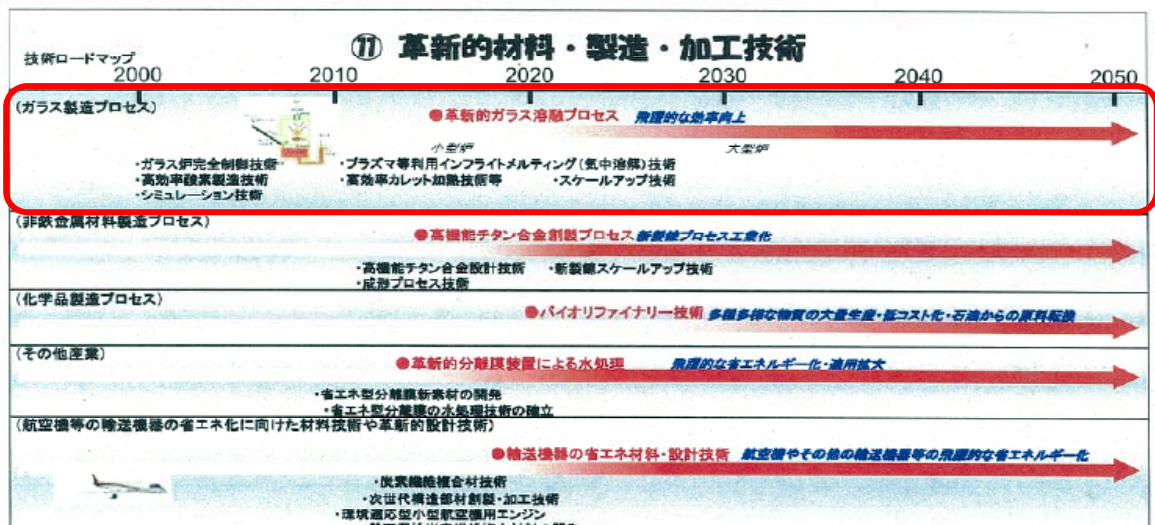 ⑪ 革新的材料・製造・加工技術
技術ロードマップ
2000 2010 2020 2030 2040 2050
(ガラス製造プロセス)
●革新的ガラス溶融プロセス 飛躍的な効率向上
小型炉 大型炉
・ガラス炉完全制御技術 ・プラズマ等利用インフライトメルティング(気中溶解)技術
・高効率酸素製造技術 ・高効率カレット加熱技術等 ・スケールアップ技術
・シミュレーション技術
(非鉄金属材料製造プロセス)
●高機能チタン合金創製プロセス 新製錬プロセス工業化
・高機能チタン合金設計技術 ・新製錬スケールアップ技術
・成形プロセス技術
(化学品製造プロセス)
●バイオリファイナリー技術 多種多様な物質の大量生産・低コスト化・石油からの原料転換
(その他産業)
●革新的分離膜装置による水処理 飛躍的な省エネルギー化・適用拡大
・省エネ型分離膜新素材の開発
・省エネ型分離膜の水処理技術の確立
(航空機等の輸送機器の省エネ化に向けた材料技術や革新的設計技術)
●輸送機器の省エネ材料・設計技術 航空機やその他の輸送機器等の飛躍的な省エネルギー化
・炭素繊維複合材技術
・次世代構造部材創製・加工技術
・環境適応型小型航空機用エンジン